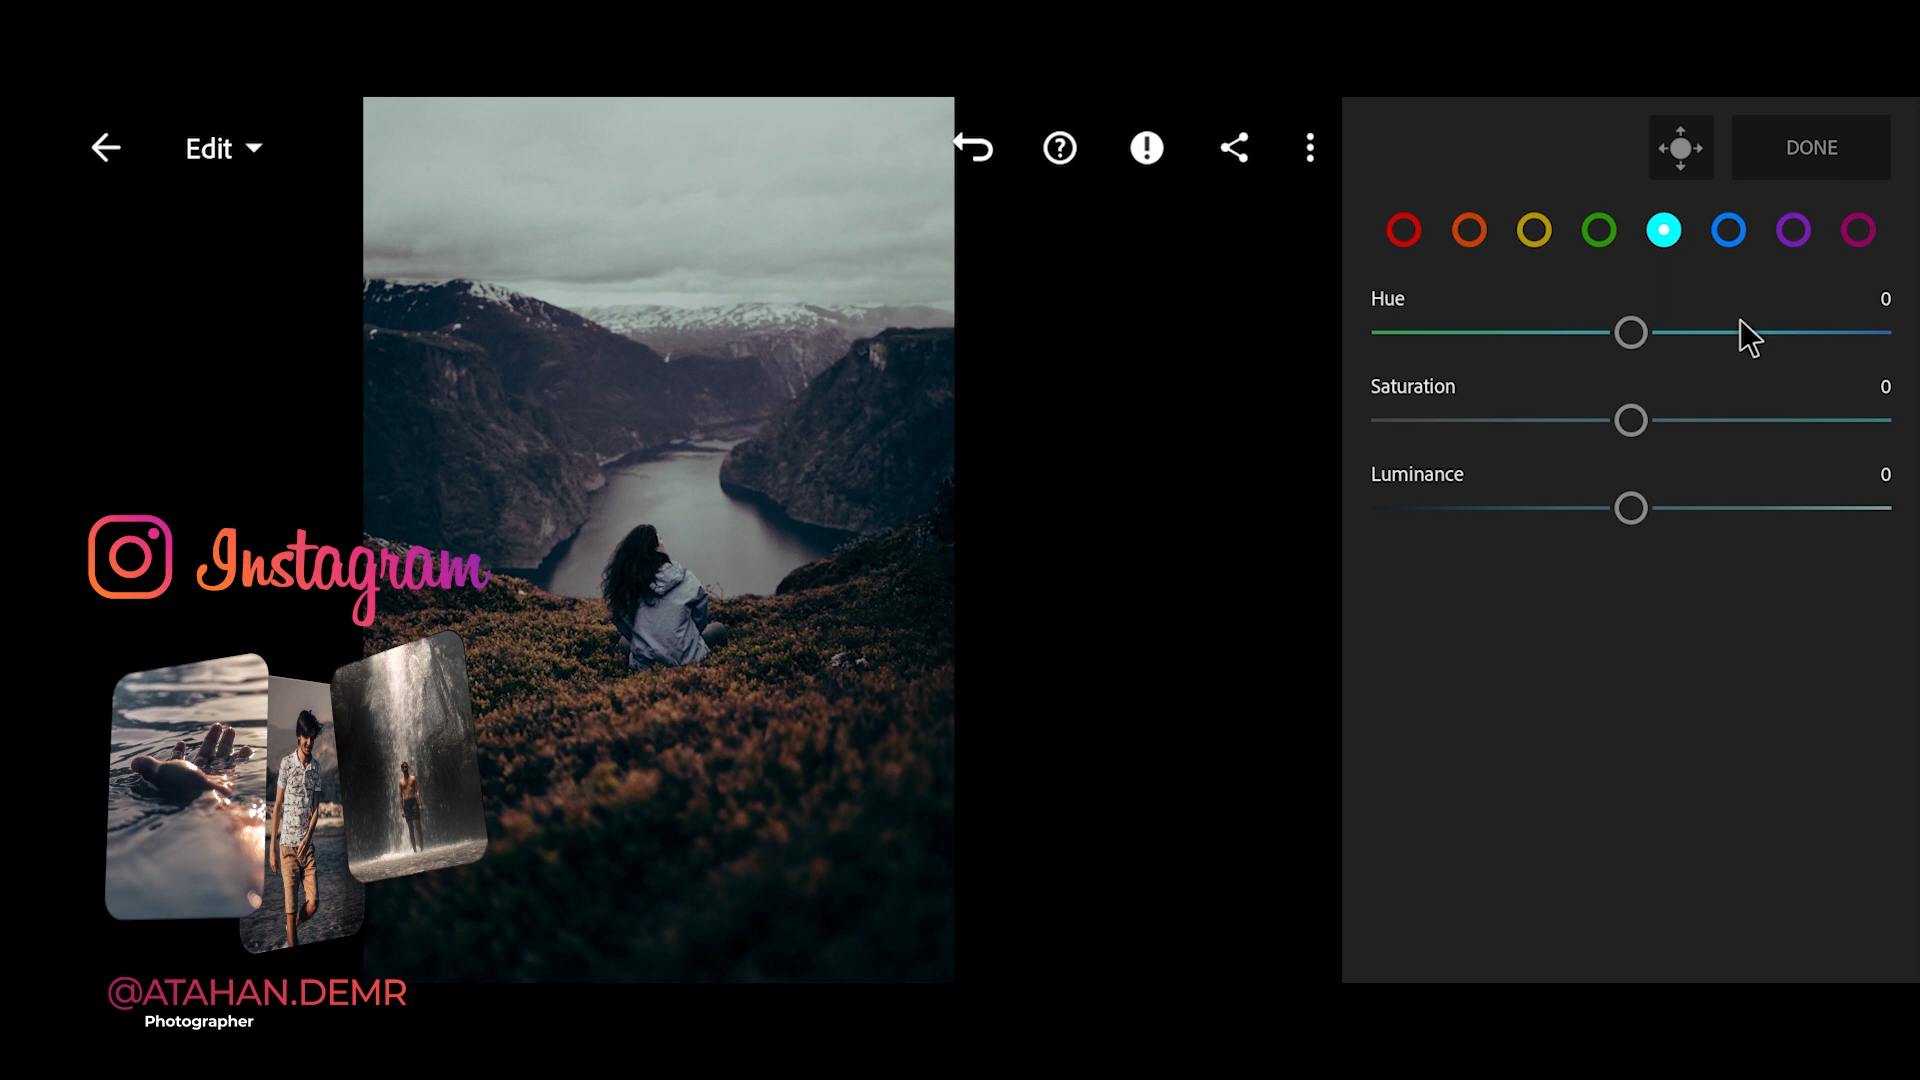 Edit
DONE
Hue 0
Saturation 0
Luminance 0
Instagram
@ATAHAN.DEMR
Photographer